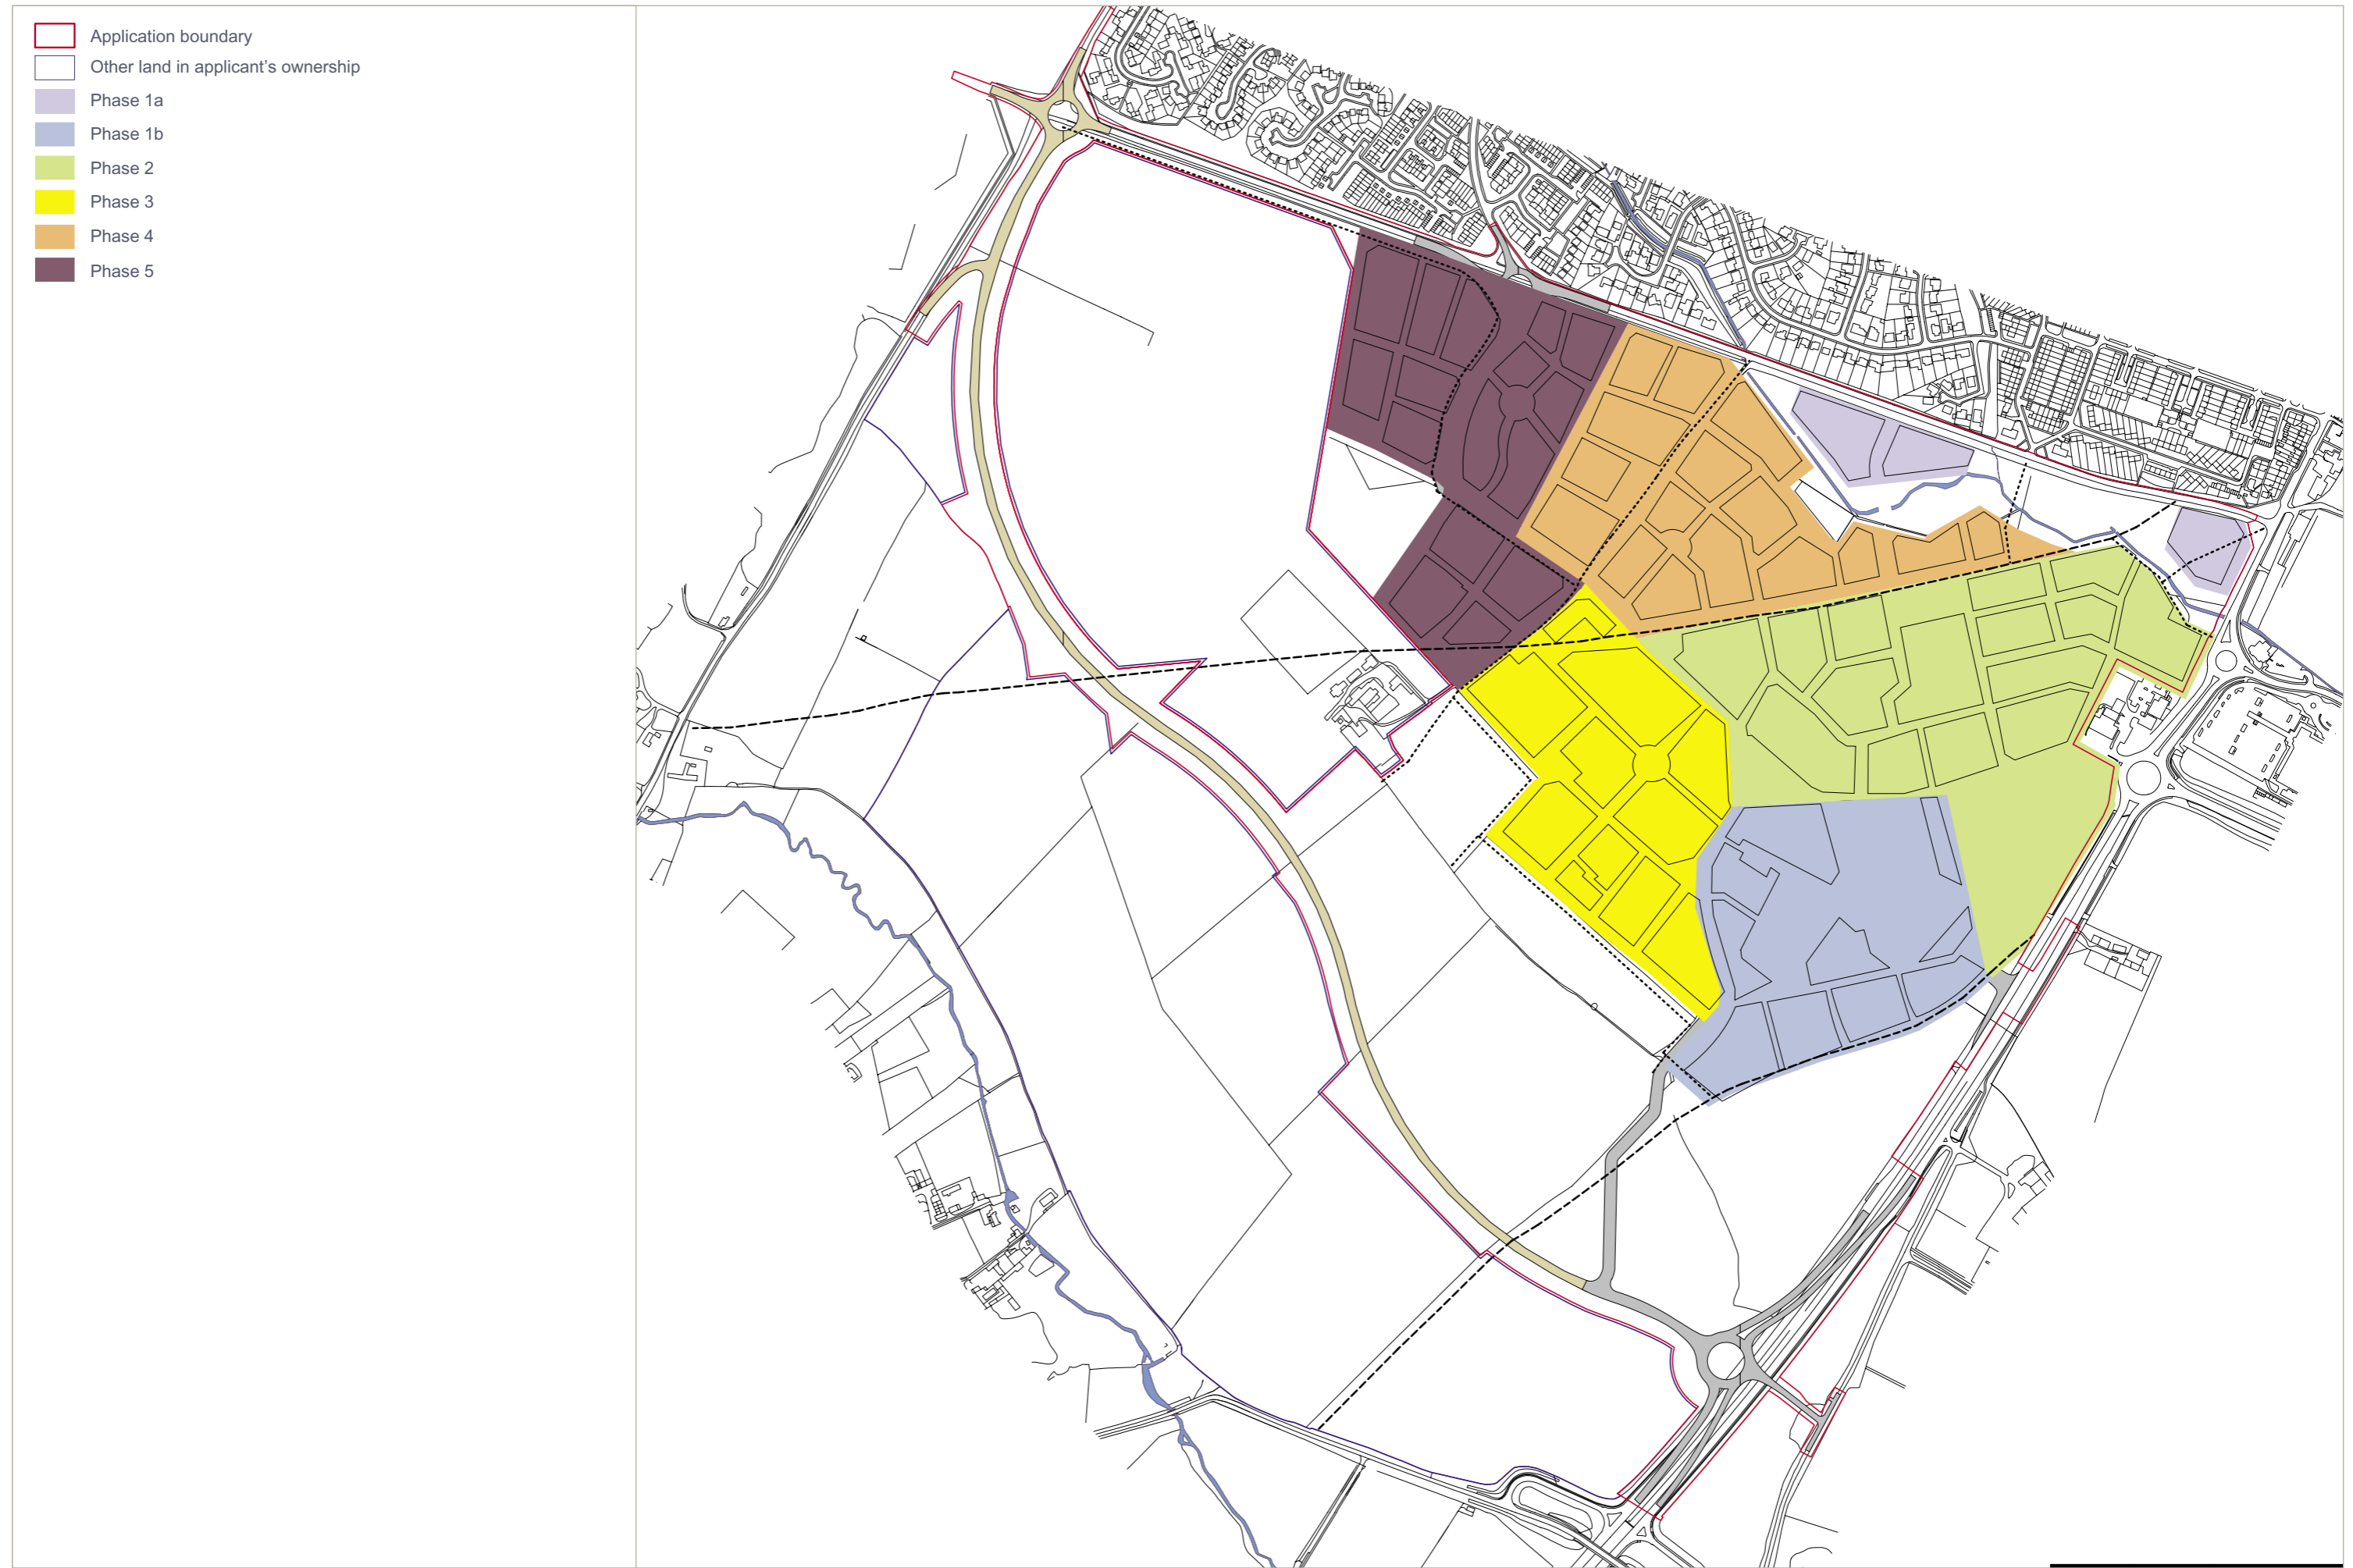 Application boundary
Other land in applicant's ownership
Phase 1a
Phase 1b
Phase 2
Phase 3
Phase 4
Phase 5